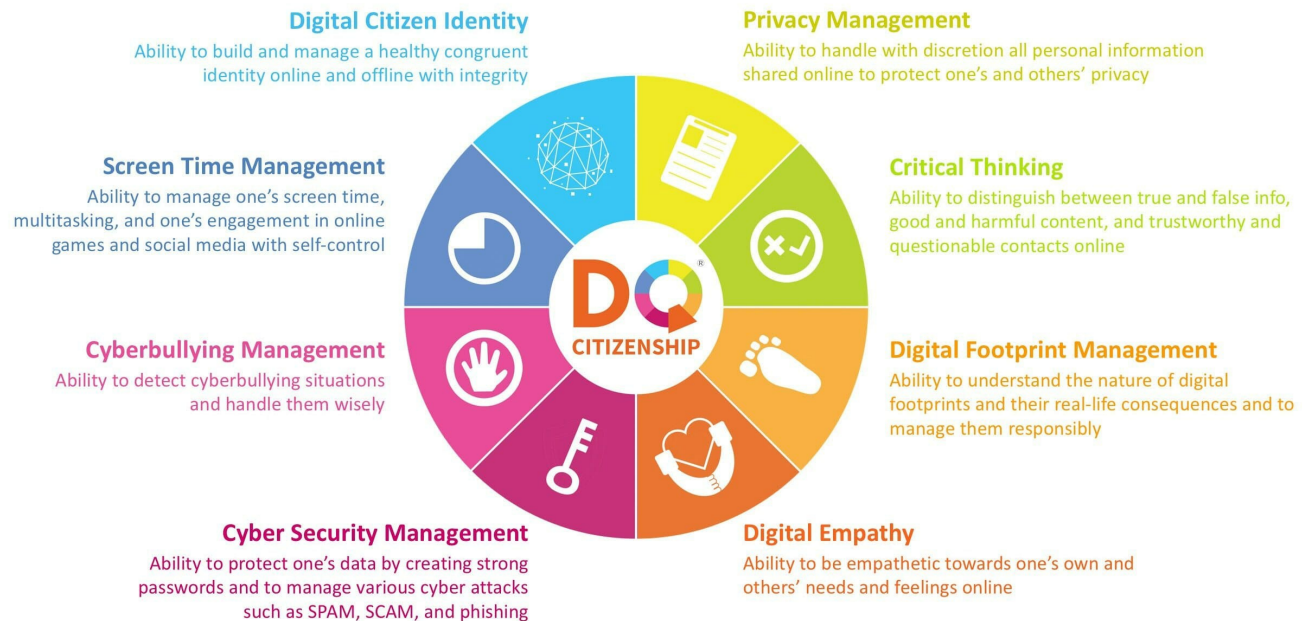 Digital Citizen Identity
Ability to build and manage a healthy congruent
identity online and offline with integrity
Privacy Management
Ability to handle with discretion all personal information
shared online to protect one's and others' privacy
Screen Time Management
Ability to manage one's screen time,
multitasking, and one's engagement in online
games and social media with self-control
Critical Thinking
Ability to distinguish between true and false info,
good and harmful content, and trustworthy and
questionable contacts online
DQ®
CITIZENSHIP
Cyberbullying Management
Ability to detect cyberbullying situations
and handle them wisely
Digital Footprint Management
Ability to understand the nature of digital
footprints and their real-life consequences and to
manage them responsibly
Cyber Security Management
Ability to protect one's data by creating strong
passwords and to manage various cyber attacks
such as SPAM, SCAM, and phishing
Digital Empathy
Ability to be empathetic towards one's own and
others' needs and feelings online